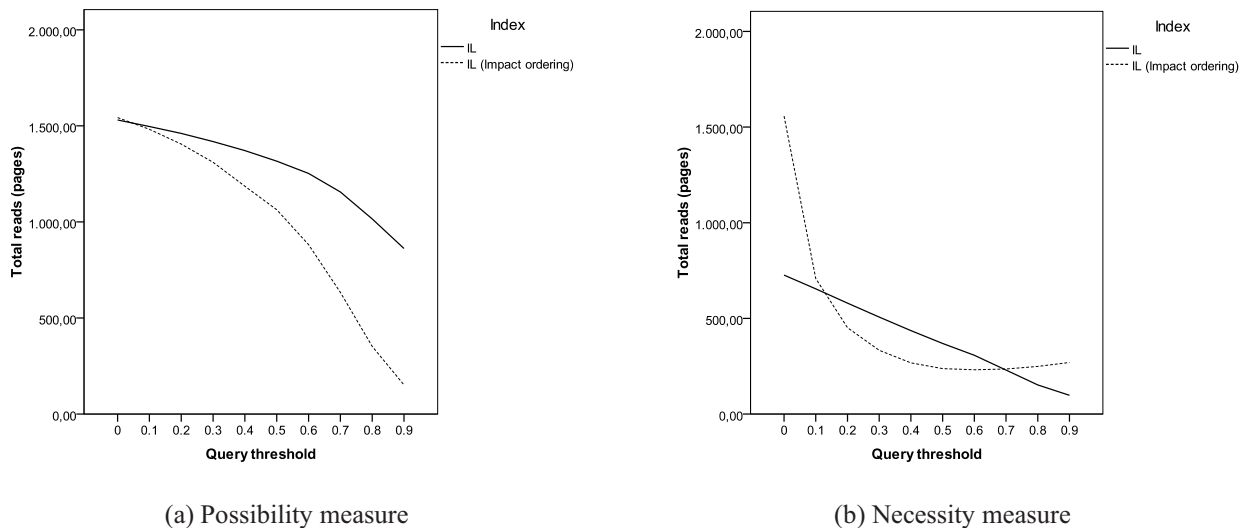 Index
IL
IL (Impact ordering)
2.000,00
1.500,00
1.000,00
500,00
0,00
Total reads (pages)
0 0.1 0.2 0.3 0.4 0.5 0.6 0.7 0.8 0.9
Query threshold
(a) Possibility measure
Index
IL
IL (Impact ordering)
2.000,00
1.500,00
1.000,00
500,00
0,00
Total reads (pages)
0 0.1 0.2 0.3 0.4 0.5 0.6 0.7 0.8 0.9
Query threshold
(b) Necessity measure